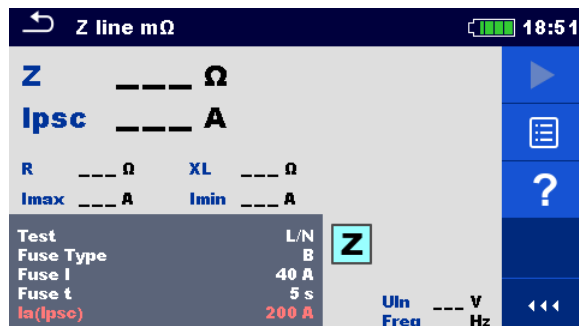 Z line mΩ 18:51
Z ___ Ω
Ipsc ___ A
R ___ Ω XL ___ Ω
Imax ___ A Imin ___ A
?
Test L/N
Fuse Type B
Fuse I 40 A
Fuse t 5 s
Ia(Ipsc) 200 A
Z
Uln ___ V
Freq ___ Hz